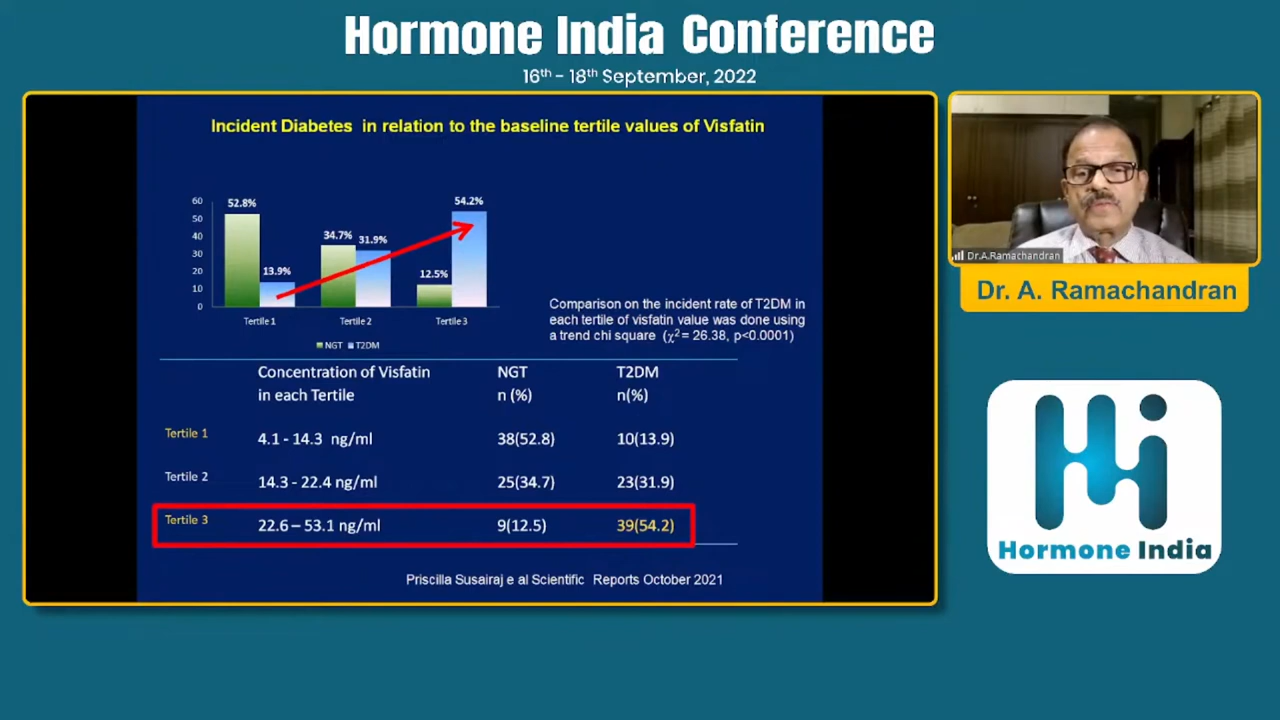 Hormone India Conference
16th - 18th September, 2022
Incident Diabetes in relation to the baseline tertile values of Visfatin
60
50
40
30
20
10
0
52.8%
13.9%
34.7%
31.9%
12.5%
54.2%
Tertile 1
Tertile 2
Tertile 3
NGT T2DM
Comparison on the incident rate of T2DM in
each tertile of visfatin value was done using
a trend chi square (χ2 = 26.38, p<0.0001)
Concentration of Visfatin NGT T2DM
in each Tertile n (%) n(%)
Tertile 1 4.1 - 14.3 ng/ml 38(52.8) 10(13.9)
Tertile 2 14.3 - 22.4 ng/ml 25(34.7) 23(31.9)
Tertile 3 22.6 – 53.1 ng/ml 9(12.5) 39(54.2)
Priscilla Susairaj e al Scientific Reports October 2021
Dr.A.Ramachandran
Dr. A. Ramachandran
Hormone India